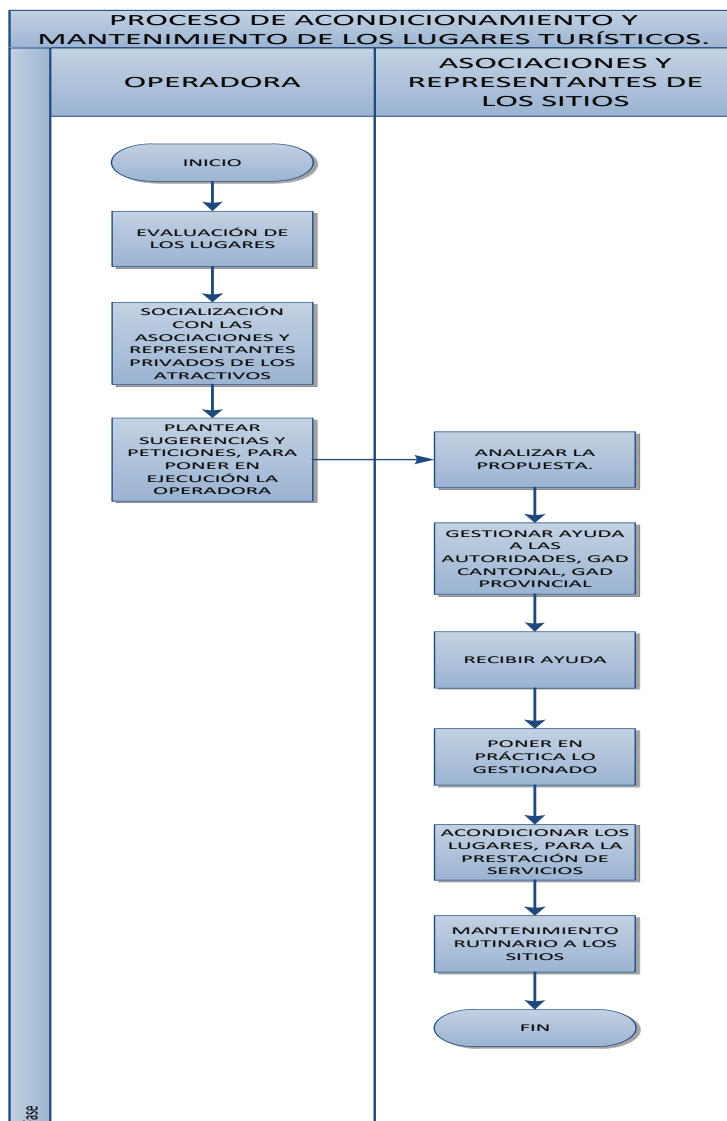 PROCESO DE ACONDICIONAMIENTO Y
MANTENIMIENTO DE LOS LUGARES TURÍSTICOS.
OPERADORA
ASOCIACIONES Y
REPRESENTANTES DE
LOS SITIOS
INICIO
EVALUACIÓN DE
LOS LUGARES
SOCIALIZACIÓN
CON LAS
ASOCIACIONES Y
REPRESENTANTES
PRIVADOS DE LOS
ATRACTIVOS
PLANTEAR
SUGERENCIAS Y
PETICIONES, PARA
PONER EN
EJECUCIÓN LA
OPERADORA
ANALIZAR LA
PROPUESTA.
GESTIONAR AYUDA
A LAS
AUTORIDADES, GAD
CANTONAL, GAD
PROVINCIAL
RECIBIR AYUDA
PONER EN
PRÁCTICA LO
GESTIONADO
ACONDICIONAR LOS
LUGARES, PARA LA
PRESTACIÓN DE
SERVICIOS
MANTENIMIENTO
RUTINARIO A LOS
SITIOS
FIN